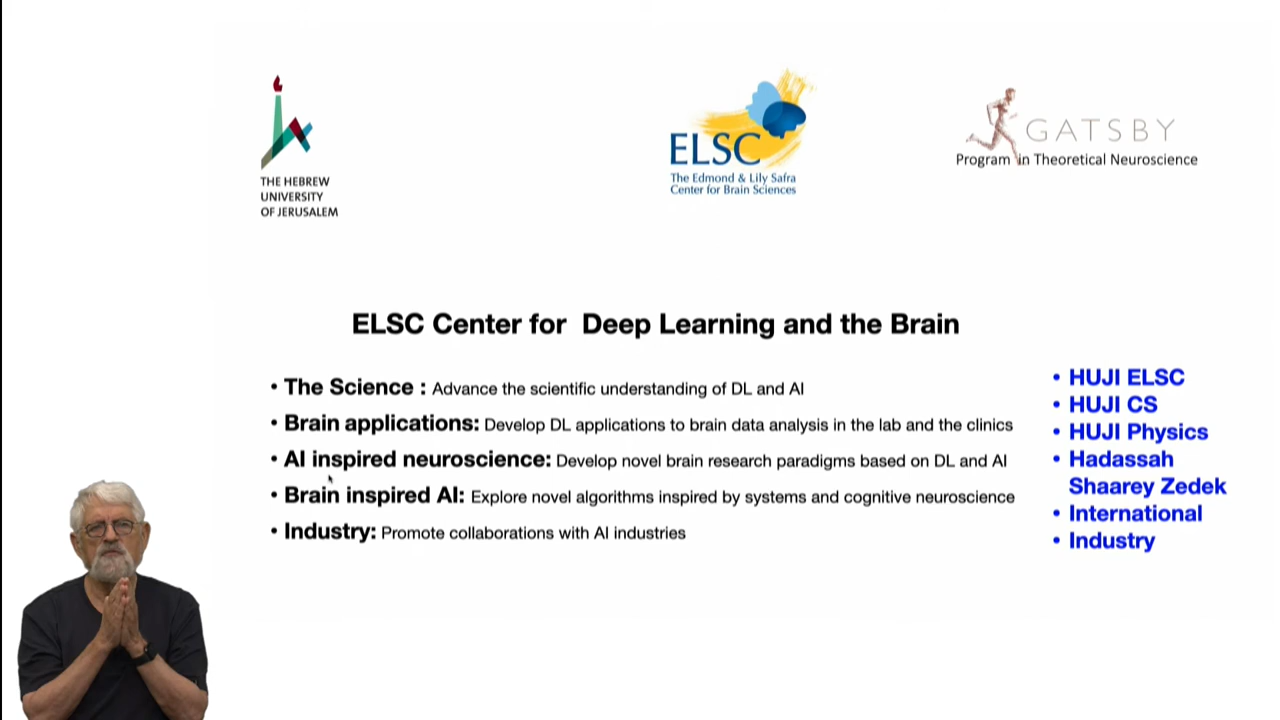 THE HEBREW
UNIVERSITY
OF JERUSALEM
ELSC
The Edmond & Lily Safra
Center for Brain Sciences
GATSBY
Program in Theoretical Neuroscience
ELSC Center for Deep Learning and the Brain
• The Science : Advance the scientific understanding of DL and AI
• Brain applications: Develop DL applications to brain data analysis in the lab and the clinics
• AI inspired neuroscience: Develop novel brain research paradigms based on DL and AI
• Brain inspired AI: Explore novel algorithms inspired by systems and cognitive neuroscience
• Industry: Promote collaborations with AI industries
• HUJI ELSC
• HUJI CS
• HUJI Physics
• Hadassah
Shaarey Zedek
• International
• Industry